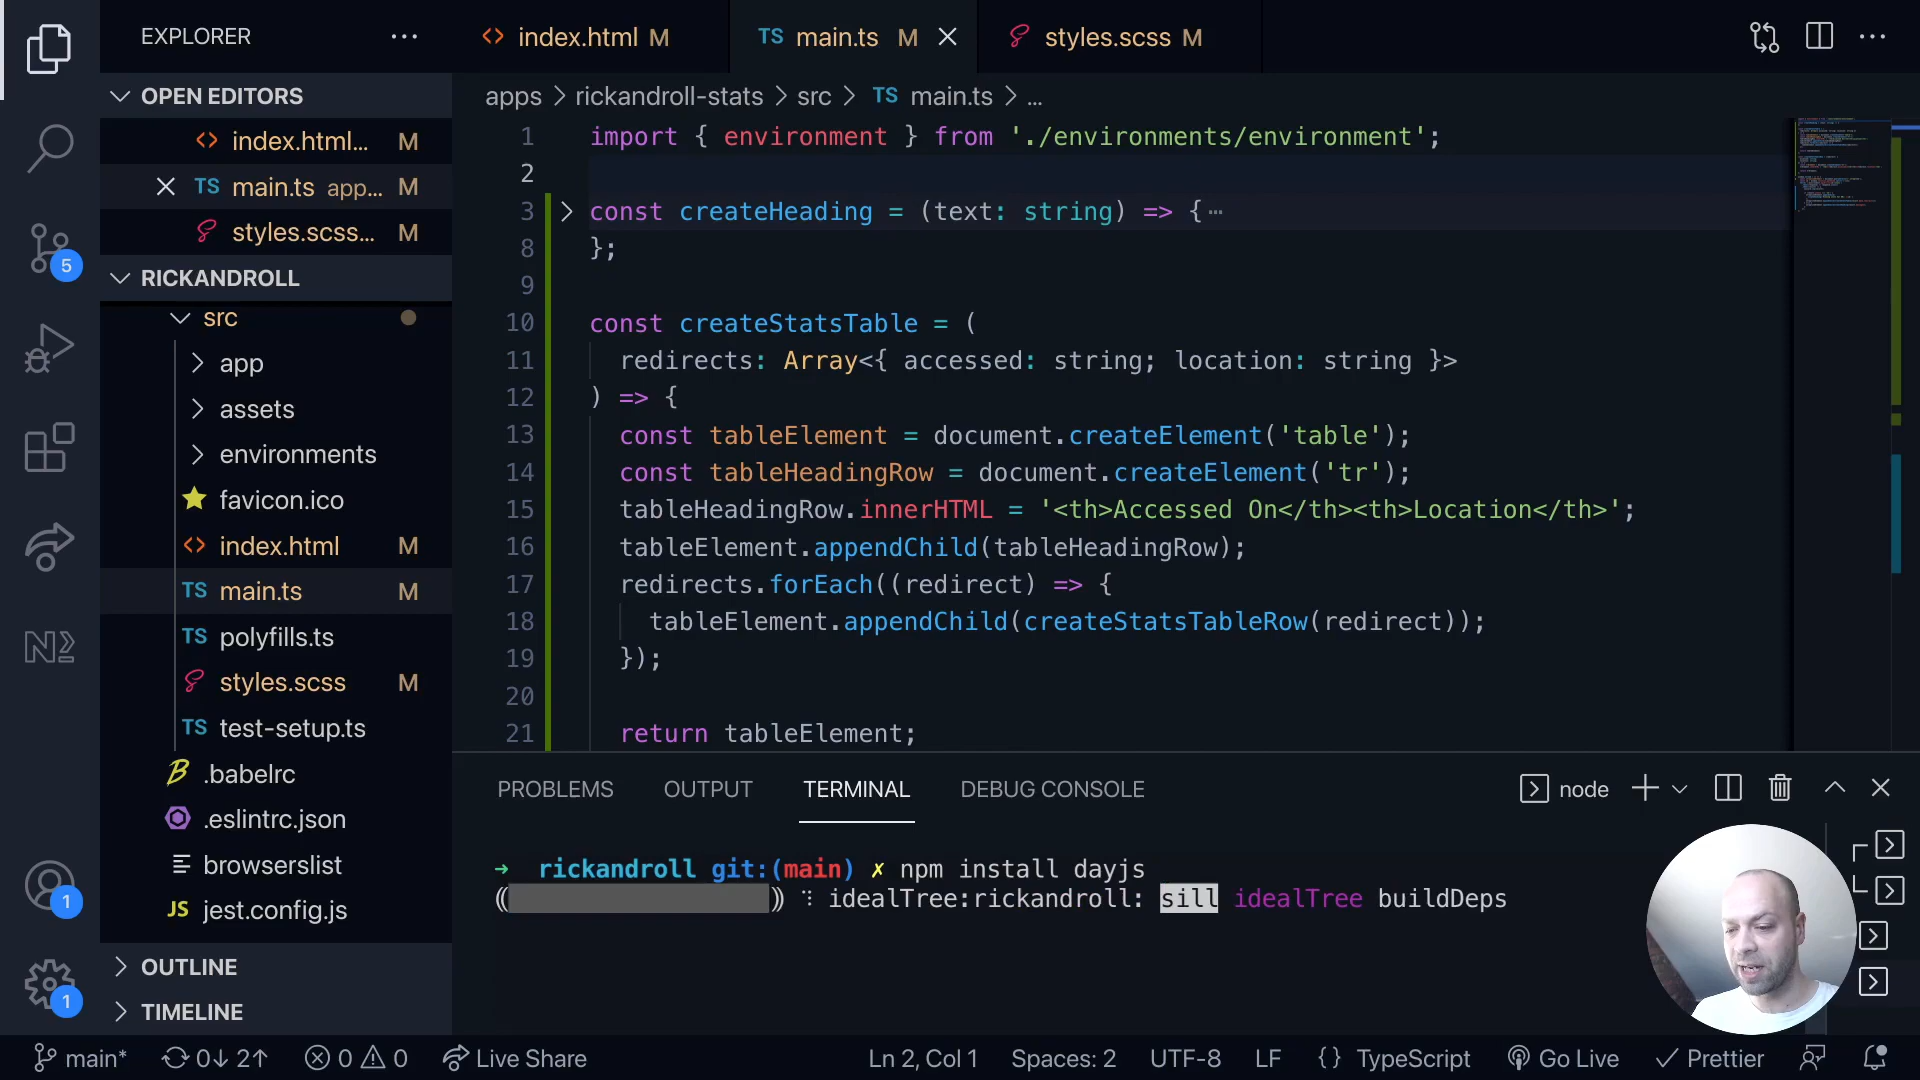 EXPLORER
index.html M
TS main.ts M
styles.scss M
OPEN EDITORS
index.html... M
TS main.ts app... M
styles.scss... M
RICKANDROLL
src
app
assets
environments
favicon.ico
index.html M
TS main.ts M
TS polyfills.ts
styles.scss M
TS test-setup.ts
.babelrc
.eslintrc.json
browserslist
JS jest.config.js
OUTLINE
TIMELINE
5
1
1
apps > rickandroll-stats > src > TS main.ts > ...
1 import { environment } from './environments/environment';
2
3 const createHeading = (text: string) => {…
8 };
9
10 const createStatsTable = (
11 redirects: Array<{ accessed: string; location: string }>
12 ) => {
13 const tableElement = document.createElement('table');
14 const tableHeadingRow = document.createElement('tr');
15 tableHeadingRow.innerHTML = '<th>Accessed On</th><th>Location</th>';
16 tableElement.appendChild(tableHeadingRow);
17 redirects.forEach((redirect) => {
18 tableElement.appendChild(createStatsTableRow(redirect));
19 });
20
21 return tableElement;
PROBLEMS OUTPUT TERMINAL DEBUG CONSOLE node
→ rickandroll git:(main) ✗ npm install dayjs
idealTree:rickandroll: sill idealTree buildDeps
main* 0↓ 2↑ 0 0 Live Share Ln 2, Col 1 Spaces: 2 UTF-8 LF {} TypeScript Go Live Prettier